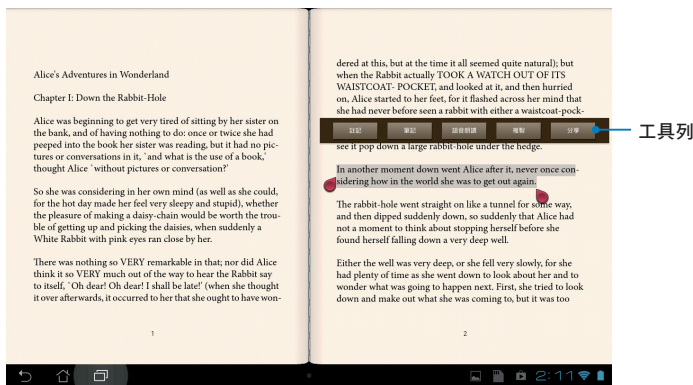 Alice's Adventures in Wonderland
Chapter I: Down the Rabbit-Hole
Alice was beginning to get very tired of sitting by her sister on
the bank, and of having nothing to do: once or twice she had
peeped into the book her sister was reading, but it had no pic-
tures or conversations in it, `and what is the use of a book,'
thought Alice `without pictures or conversation?'
So she was considering in her own mind (as well as she could,
for the hot day made her feel very sleepy and stupid), whether
the pleasure of making a daisy-chain would be worth the trou-
ble of getting up and picking the daisies, when suddenly a
White Rabbit with pink eyes ran close by her.
There was nothing so VERY remarkable in that; nor did Alice
think it so VERY much out of the way to hear the Rabbit say
to itself, `Oh dear! Oh dear! I shall be late!' (when she thought
it over afterwards, it occurred to her that she ought to have won-
1
dered at this, but at the time it all seemed quite natural); but
when the Rabbit actually TOOK A WATCH OUT OF ITS
WAISTCOAT- POCKET, and looked at it, and then hurried
on, Alice started to her feet, for it flashed across her mind that
she had never before seen a rabbit with either a waistcoat-pock-
註記 筆記 語音朗讀 複製 分享
工具列
see it pop down a large rabbit-hole under the hedge.
In another moment down went Alice after it, never once con-
sidering how in the world she was to get out again.
The rabbit-hole went straight on like a tunnel for some way,
and then dipped suddenly down, so suddenly that Alice had
not a moment to think about stopping herself before she
found herself falling down a very deep well.
Either the well was very deep, or she fell very slowly, for she
had plenty of time as she went down to look about her and to
wonder what was going to happen next. First, she tried to look
down and make out what she was coming to, but it was too
2
2:11